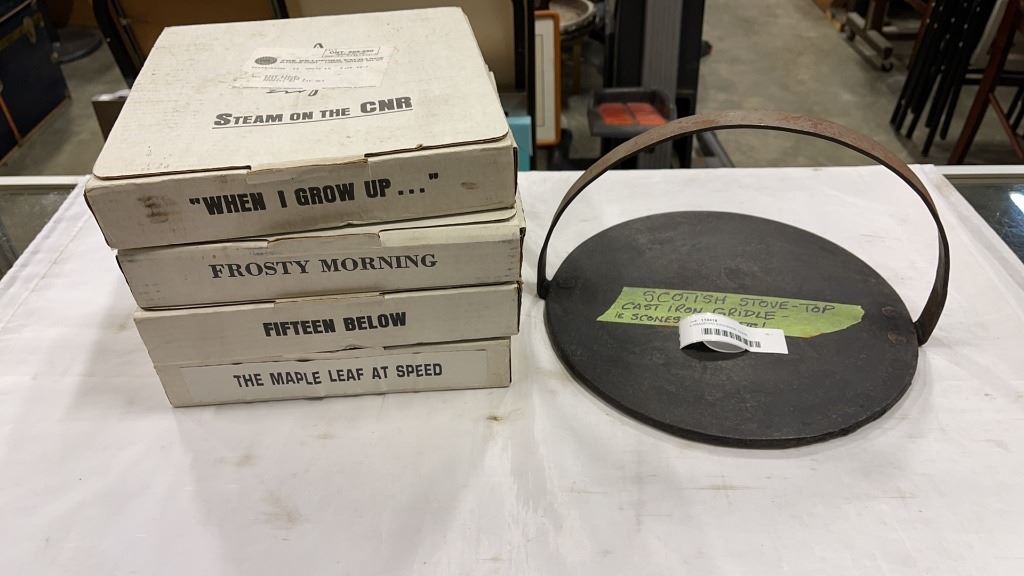 STEAM ON THE CNR
"WHEN I GROW UP..."
FROSTY MORNING
FIFTEEN BELOW
THE MAPLE LEAF AT SPEED
SCOTISH STOVE-TOP
CAST IRON GRIDLE-
16 SCONES